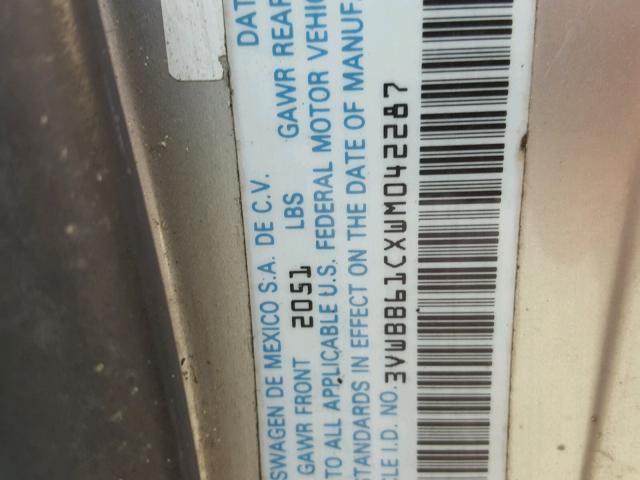 SWAGEN DE MEXICO S.A. DE C.V. DAT
GAWR FRONT 2051 LBS GAWR REAR
TO ALL APPLICABLE U.S. FEDERAL MOTOR VEHIC
STANDARDS IN EFFECT ON THE DATE OF MANUF
CLE I.D. NO. 3VWBB61CXWM042287